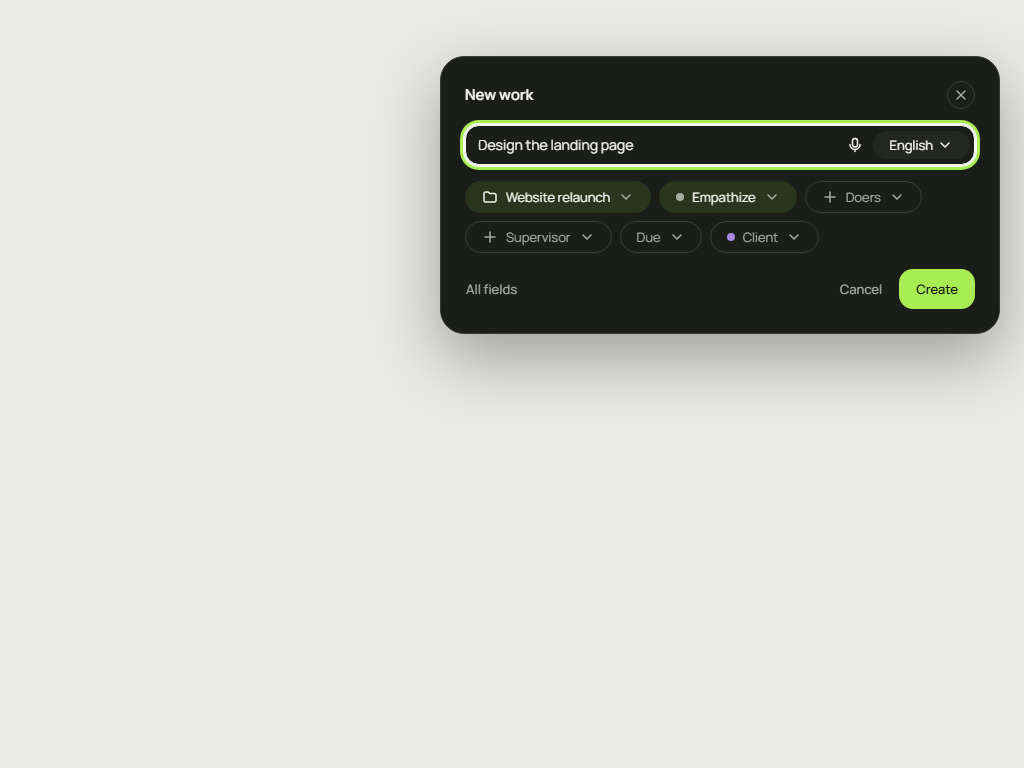 New work
Design the landing page English
Website relaunch Empathize Doers
Supervisor Due Client
All fields Cancel Create